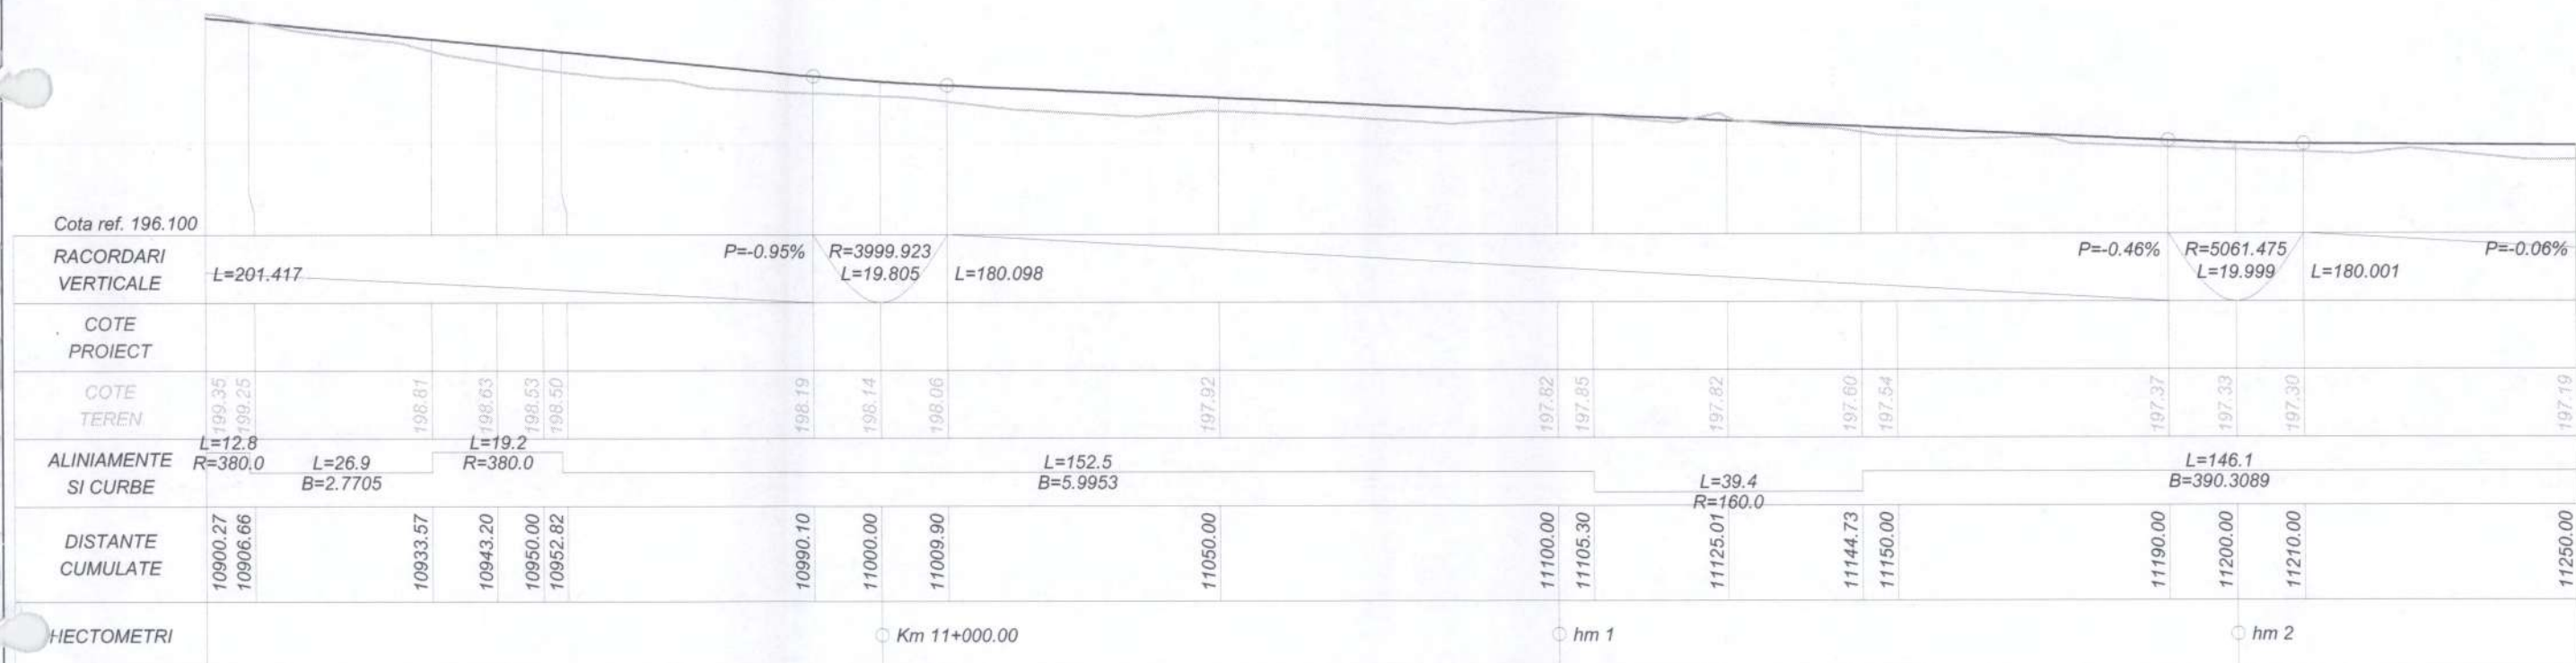 Cota ref. 196.100
RACORDARI
VERTICALE
L=201.417
P=-0.95%
R=3999.923
L=19.805
L=180.098
P=-0.46%
R=5061.475
L=19.999
L=180.001
P=-0.06%
COTE
PROIECT
COTE
TEREN
199.35
199.25
198.81
198.63
198.53
198.50
198.19
198.14
198.06
197.92
197.82
197.85
197.82
197.60
197.54
197.37
197.33
197.30
197.19
ALINIAMENTE
SI CURBE
L=12.8
R=380.0
L=26.9
B=2.7705
L=19.2
R=380.0
L=152.5
B=5.9953
L=39.4
R=160.0
L=146.1
B=390.3089
DISTANTE
CUMULATE
10900.27
10906.66
10933.57
10943.20
10950.00
10952.82
10990.10
11000.00
11009.90
11050.00
11100.00
11105.30
11125.01
11144.73
11150.00
11190.00
11200.00
11210.00
11250.00
HECTOMETRI
Km 11+000.00
hm 1
hm 2